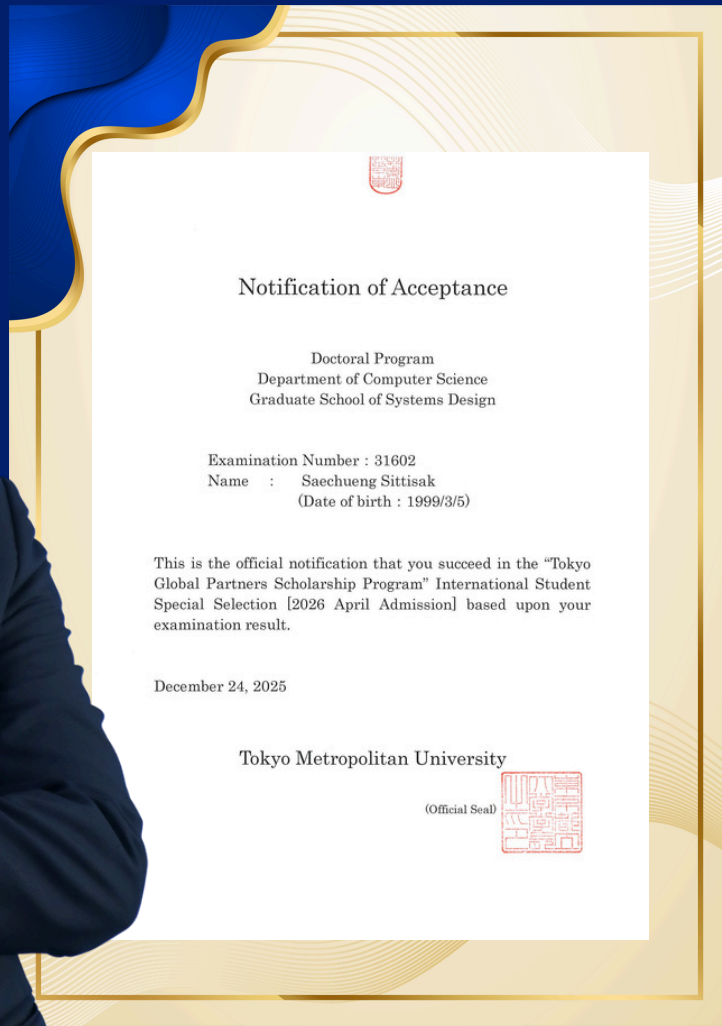 Notification of Acceptance
Doctoral Program
Department of Computer Science
Graduate School of Systems Design
Examination Number : 31602
Name : Saechueng Sittisak
(Date of birth : 1999/3/5)
This is the official notification that you succeed in the “Tokyo
Global Partners Scholarship Program” International Student
Special Selection [2026 April Admission] based upon your
examination result.
December 24, 2025
Tokyo Metropolitan University
(Official Seal)